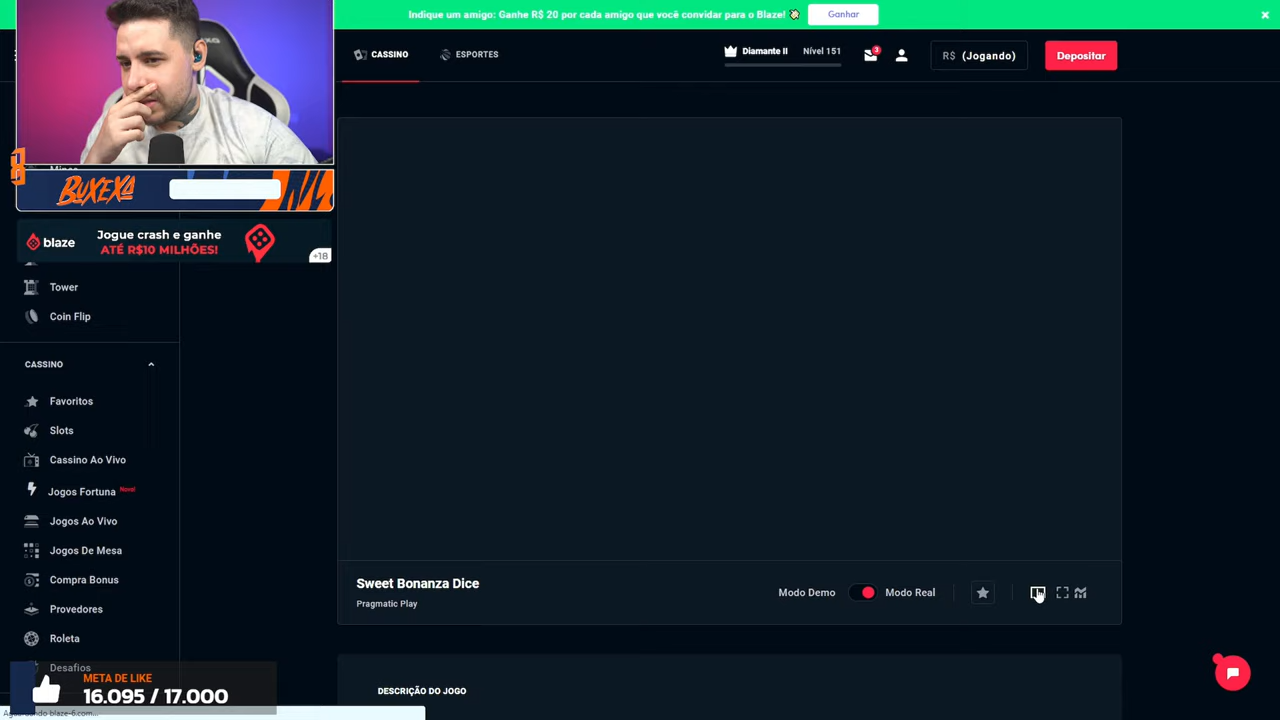 Indique um amigo: Ganhe R$ 20 por cada amigo que você convidar para o Blaze!
Ganhar
CASSINO
ESPORTES
Diamante II
Nível 151
3
R$ (Jogando)
Depositar
BUXEXA
blaze
Jogue crash e ganhe
ATÉ R$10 MILHÕES!
+18
Tower
Coin Flip
CASSINO
Favoritos
Slots
Cassino Ao Vivo
Jogos Fortuna Novo!
Jogos Ao Vivo
Jogos De Mesa
Compra Bonus
Provedores
Roleta
Desafios
Sweet Bonanza Dice
Pragmatic Play
Modo Demo
Modo Real
DESCRIÇÃO DO JOGO
META DE LIKE
16.095 / 17.000